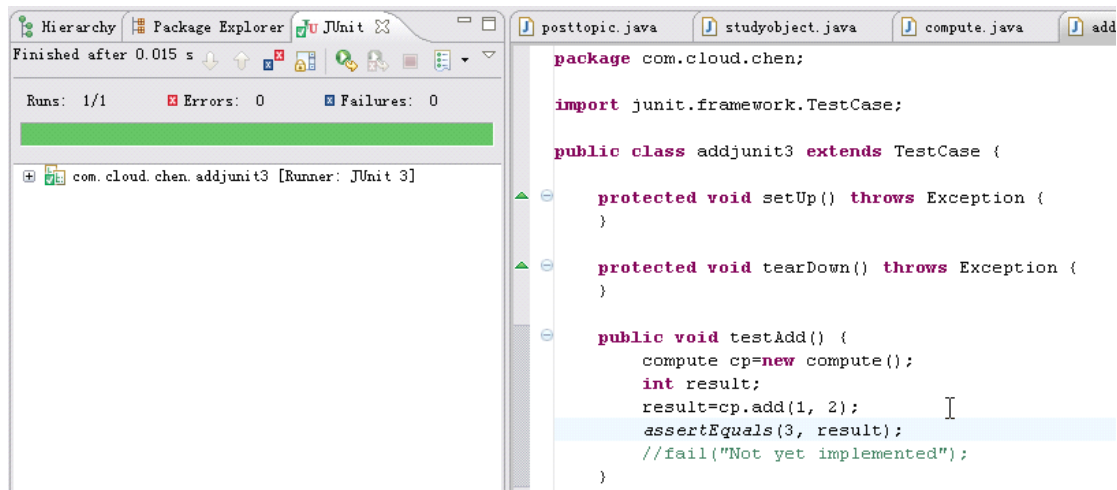 Hierarchy Package Explorer JUnit
Finished after 0.015 s
Runs: 1/1 Errors: 0 Failures: 0
com.cloud.chen.addjunit3 [Runner: JUnit 3]
posttopic.java studyobject.java compute.java add
package com.cloud.chen;
import junit.framework.TestCase;
public class addjunit3 extends TestCase {
protected void setUp() throws Exception {
}
protected void tearDown() throws Exception {
}
public void testAdd() {
compute cp=new compute();
int result;
result=cp.add(1, 2);
assertEquals(3, result);
//fail("Not yet implemented");
}